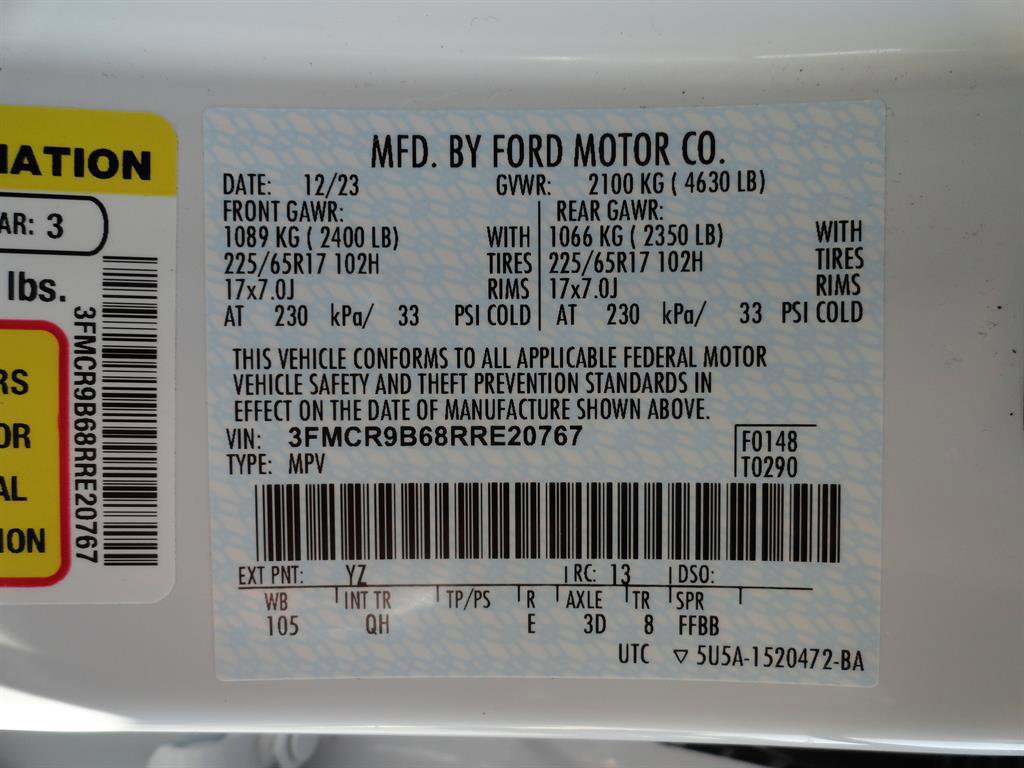 MATION
AR: 3
lbs.
RS
OR
AL
ION
3FMCR9B68RRE20767
MFD. BY FORD MOTOR CO.
DATE: 12/23 GVWR: 2100 KG ( 4630 LB)
FRONT GAWR: REAR GAWR:
1089 KG ( 2400 LB) WITH 1066 KG ( 2350 LB) WITH
225/65R17 102H TIRES 225/65R17 102H TIRES
17x7.0J RIMS 17x7.0J RIMS
AT 230 kPa/ 33 PSI COLD AT 230 kPa/ 33 PSI COLD
THIS VEHICLE CONFORMS TO ALL APPLICABLE FEDERAL MOTOR
VEHICLE SAFETY AND THEFT PREVENTION STANDARDS IN
EFFECT ON THE DATE OF MANUFACTURE SHOWN ABOVE.
VIN: 3FMCR9B68RRE20767 F0148
TYPE: MPV T0290
EXT PNT: YZ RC: 13 DSO:
WB INT TR TP/PS R AXLE TR SPR
105 QH E 3D 8 FFBB
UTC ▽ 5U5A-1520472-BA